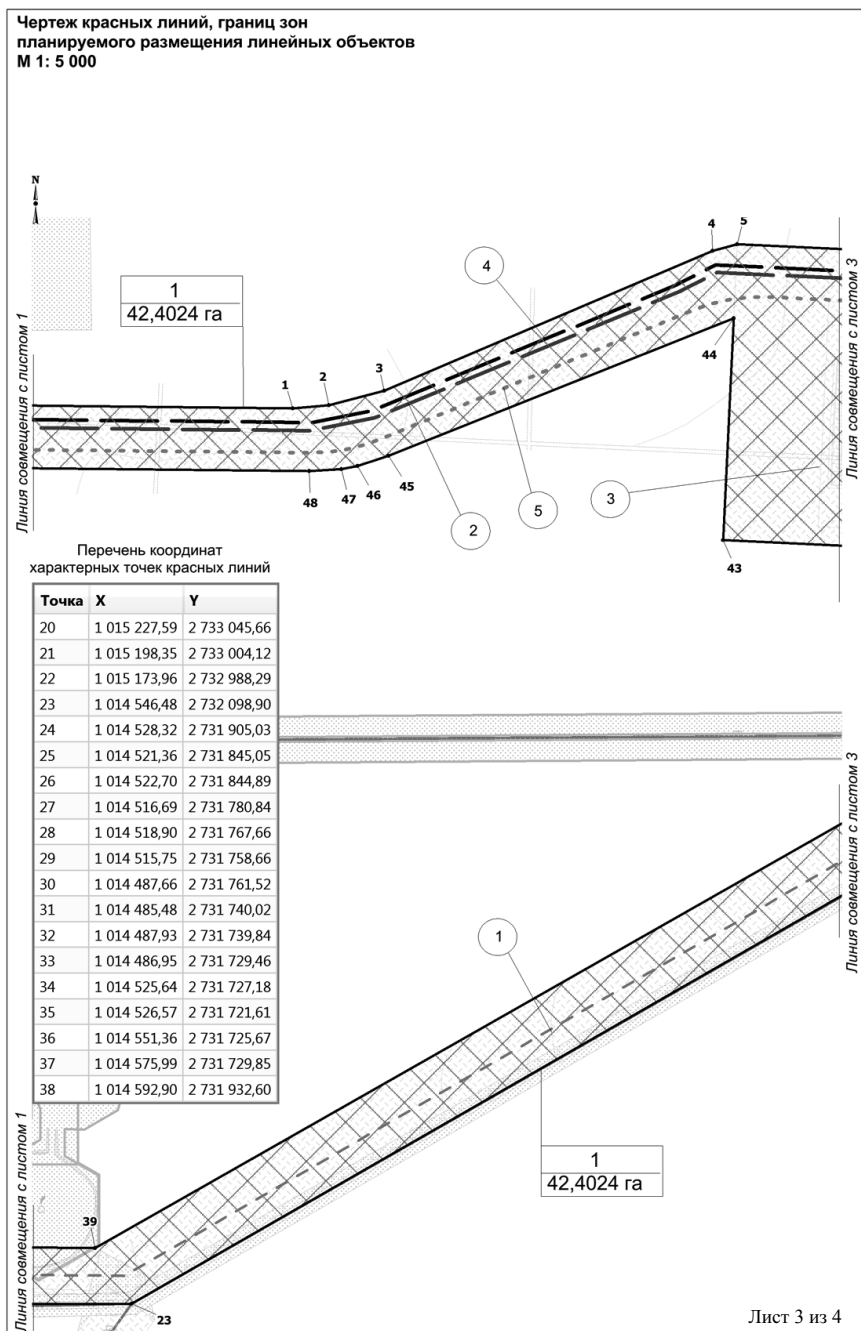 Чертеж красных линий, границ зон
планируемого размещения линейных объектов
М 1: 5 000
N
Линия совмещения с листом 1
Линия совмещения с листом 3
1
42,4024 га
1
2
3
4
5
4
44
48
47
46
45
2
5
3
43
Перечень координат
характерных точек красных линий
Точка X Y
20 1 015 227,59 2 733 045,66
21 1 015 198,35 2 733 004,12
22 1 015 173,96 2 732 988,29
23 1 014 546,48 2 732 098,90
24 1 014 528,32 2 731 905,03
25 1 014 521,36 2 731 845,05
26 1 014 522,70 2 731 844,89
27 1 014 516,69 2 731 780,84
28 1 014 518,90 2 731 767,66
29 1 014 515,75 2 731 758,66
30 1 014 487,66 2 731 761,52
31 1 014 485,48 2 731 740,02
32 1 014 487,93 2 731 739,84
33 1 014 486,95 2 731 729,46
34 1 014 525,64 2 731 727,18
35 1 014 526,57 2 731 721,61
36 1 014 551,36 2 731 725,67
37 1 014 575,99 2 731 729,85
38 1 014 592,90 2 731 932,60
Линия совмещения с листом 3
1
Линия совмещения с листом 1
1
42,4024 га
39
23
Лист 3 из 4